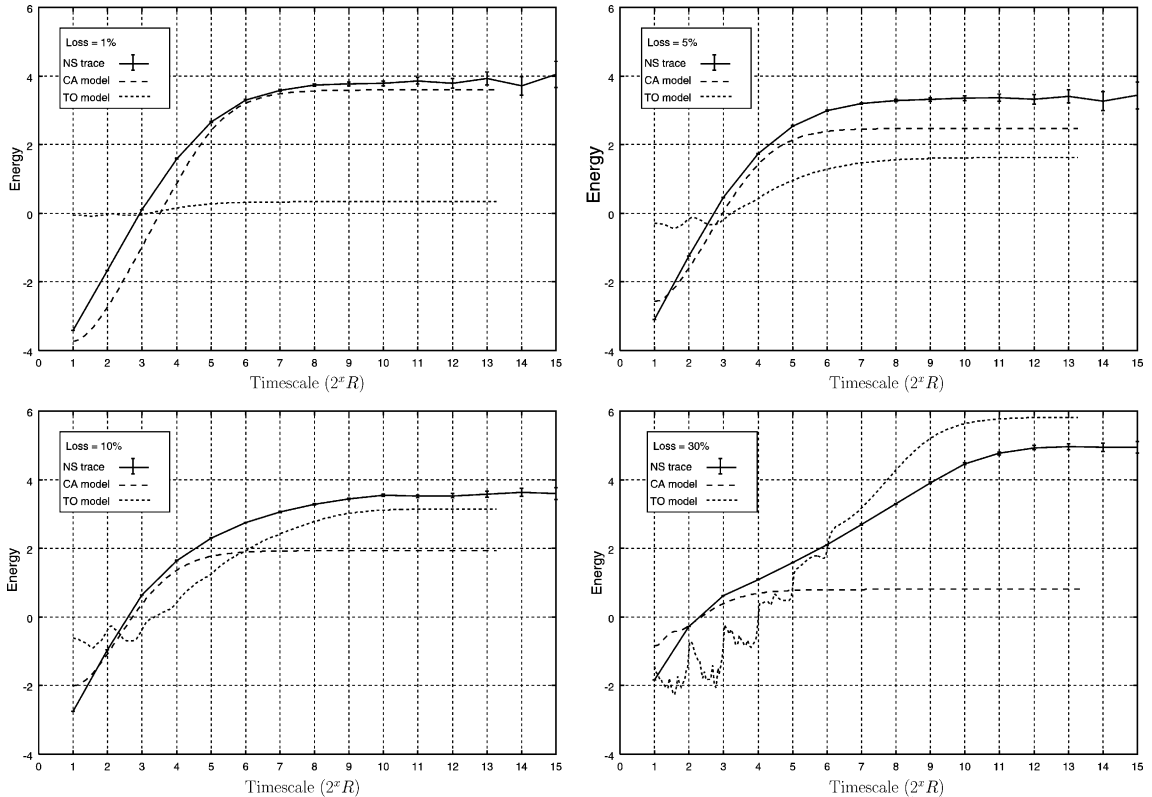 6
4
2
0
-2
-4
Energy
Loss = 1%
NS trace
CA model
TO model
0 1 2 3 4 5 6 7 8 9 10 11 12 13 14 15
Timescale (2^x R)
6
4
2
0
-2
-4
Energy
Loss = 5%
NS trace
CA model
TO model
0 1 2 3 4 5 6 7 8 9 10 11 12 13 14 15
Timescale (2^x R)
6
4
2
0
-2
-4
Energy
Loss = 10%
NS trace
CA model
TO model
0 1 2 3 4 5 6 7 8 9 10 11 12 13 14 15
Timescale (2^x R)
6
4
2
0
-2
-4
Energy
Loss = 30%
NS trace
CA model
TO model
0 1 2 3 4 5 6 7 8 9 10 11 12 13 14 15
Timescale (2^x R)